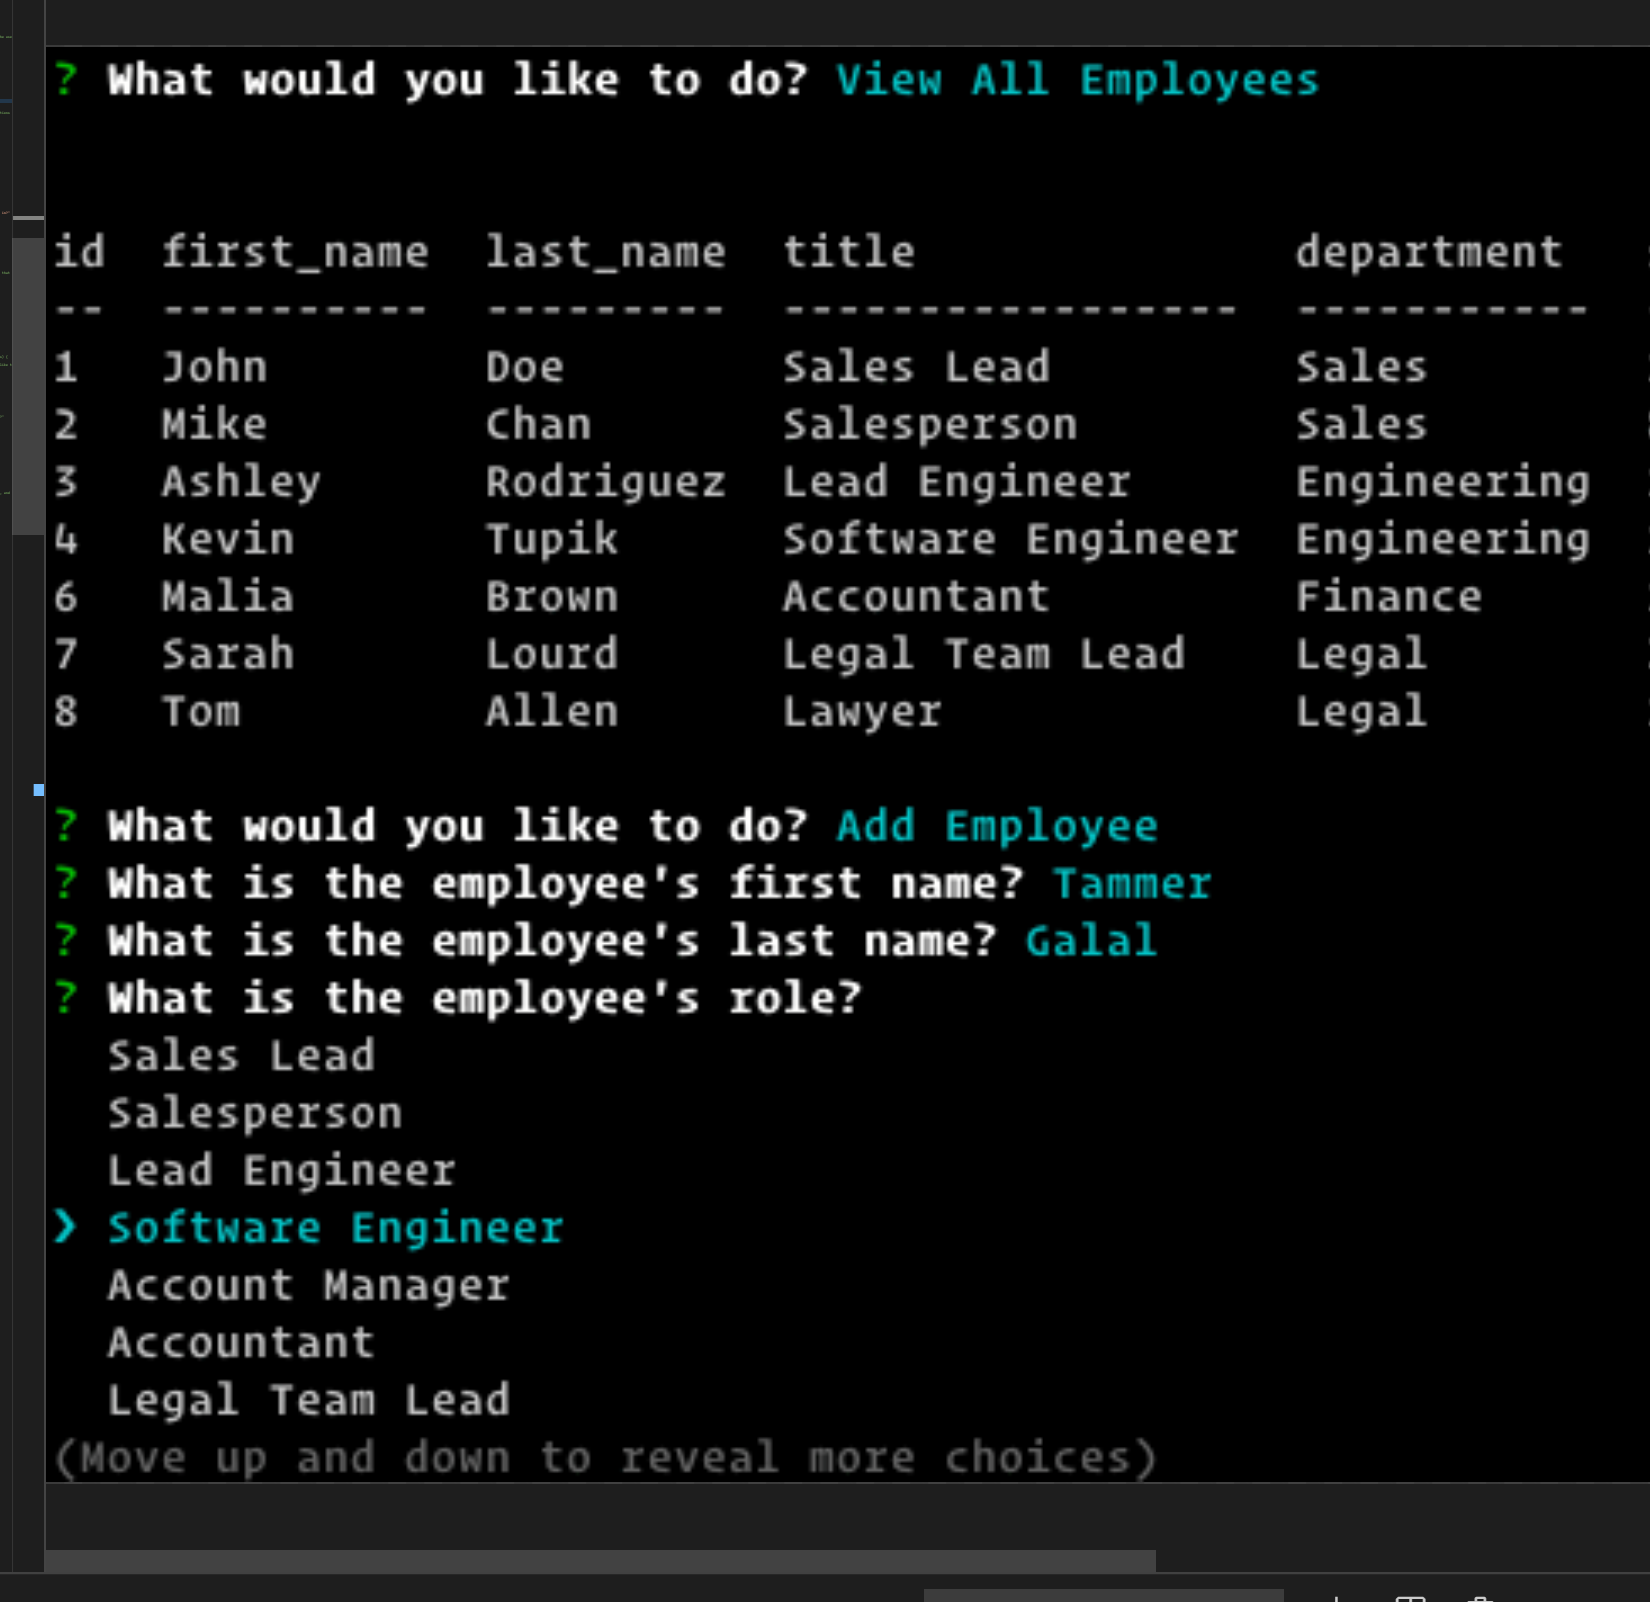 ? What would you like to do? View All Employees
id first_name last_name title department
-- ---------- --------- ----------------- -----------
1 John Doe Sales Lead Sales
2 Mike Chan Salesperson Sales
3 Ashley Rodriguez Lead Engineer Engineering
4 Kevin Tupik Software Engineer Engineering
6 Malia Brown Accountant Finance
7 Sarah Lourd Legal Team Lead Legal
8 Tom Allen Lawyer Legal
? What would you like to do? Add Employee
? What is the employee's first name? Tammer
? What is the employee's last name? Galal
? What is the employee's role?
Sales Lead
Salesperson
Lead Engineer
❯ Software Engineer
Account Manager
Accountant
Legal Team Lead
(Move up and down to reveal more choices)